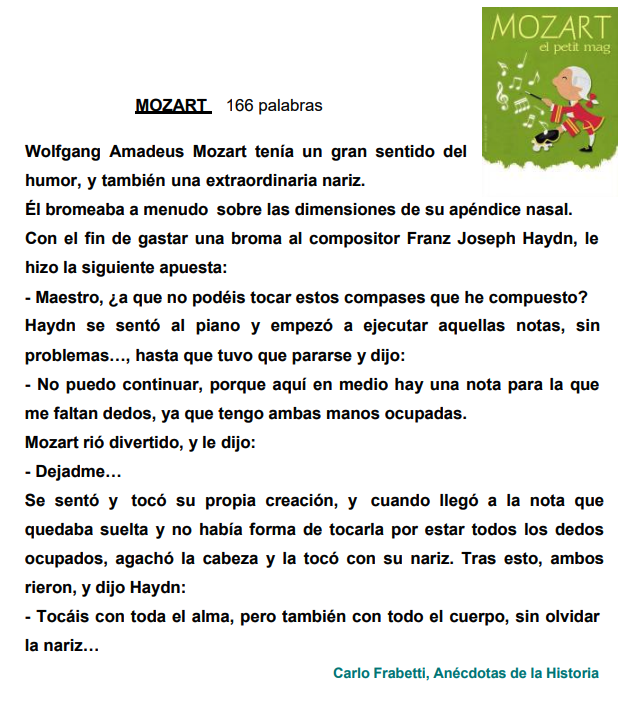 MOZART
el petit mag
MOZART 166 palabras
Wolfgang Amadeus Mozart tenía un gran sentido del
humor, y también una extraordinaria nariz.
Él bromeaba a menudo sobre las dimensiones de su apéndice nasal.
Con el fin de gastar una broma al compositor Franz Joseph Haydn, le
hizo la siguiente apuesta:
- Maestro, ¿a que no podéis tocar estos compases que he compuesto?
Haydn se sentó al piano y empezó a ejecutar aquellas notas, sin
problemas…, hasta que tuvo que pararse y dijo:
- No puedo continuar, porque aquí en medio hay una nota para la que
me faltan dedos, ya que tengo ambas manos ocupadas.
Mozart rió divertido, y le dijo:
- Dejadme…
Se sentó y tocó su propia creación, y cuando llegó a la nota que
quedaba suelta y no había forma de tocarla por estar todos los dedos
ocupados, agachó la cabeza y la tocó con su nariz. Tras esto, ambos
rieron, y dijo Haydn:
- Tocáis con toda el alma, pero también con todo el cuerpo, sin olvidar
la nariz…
Carlo Frabetti, Anécdotas de la Historia